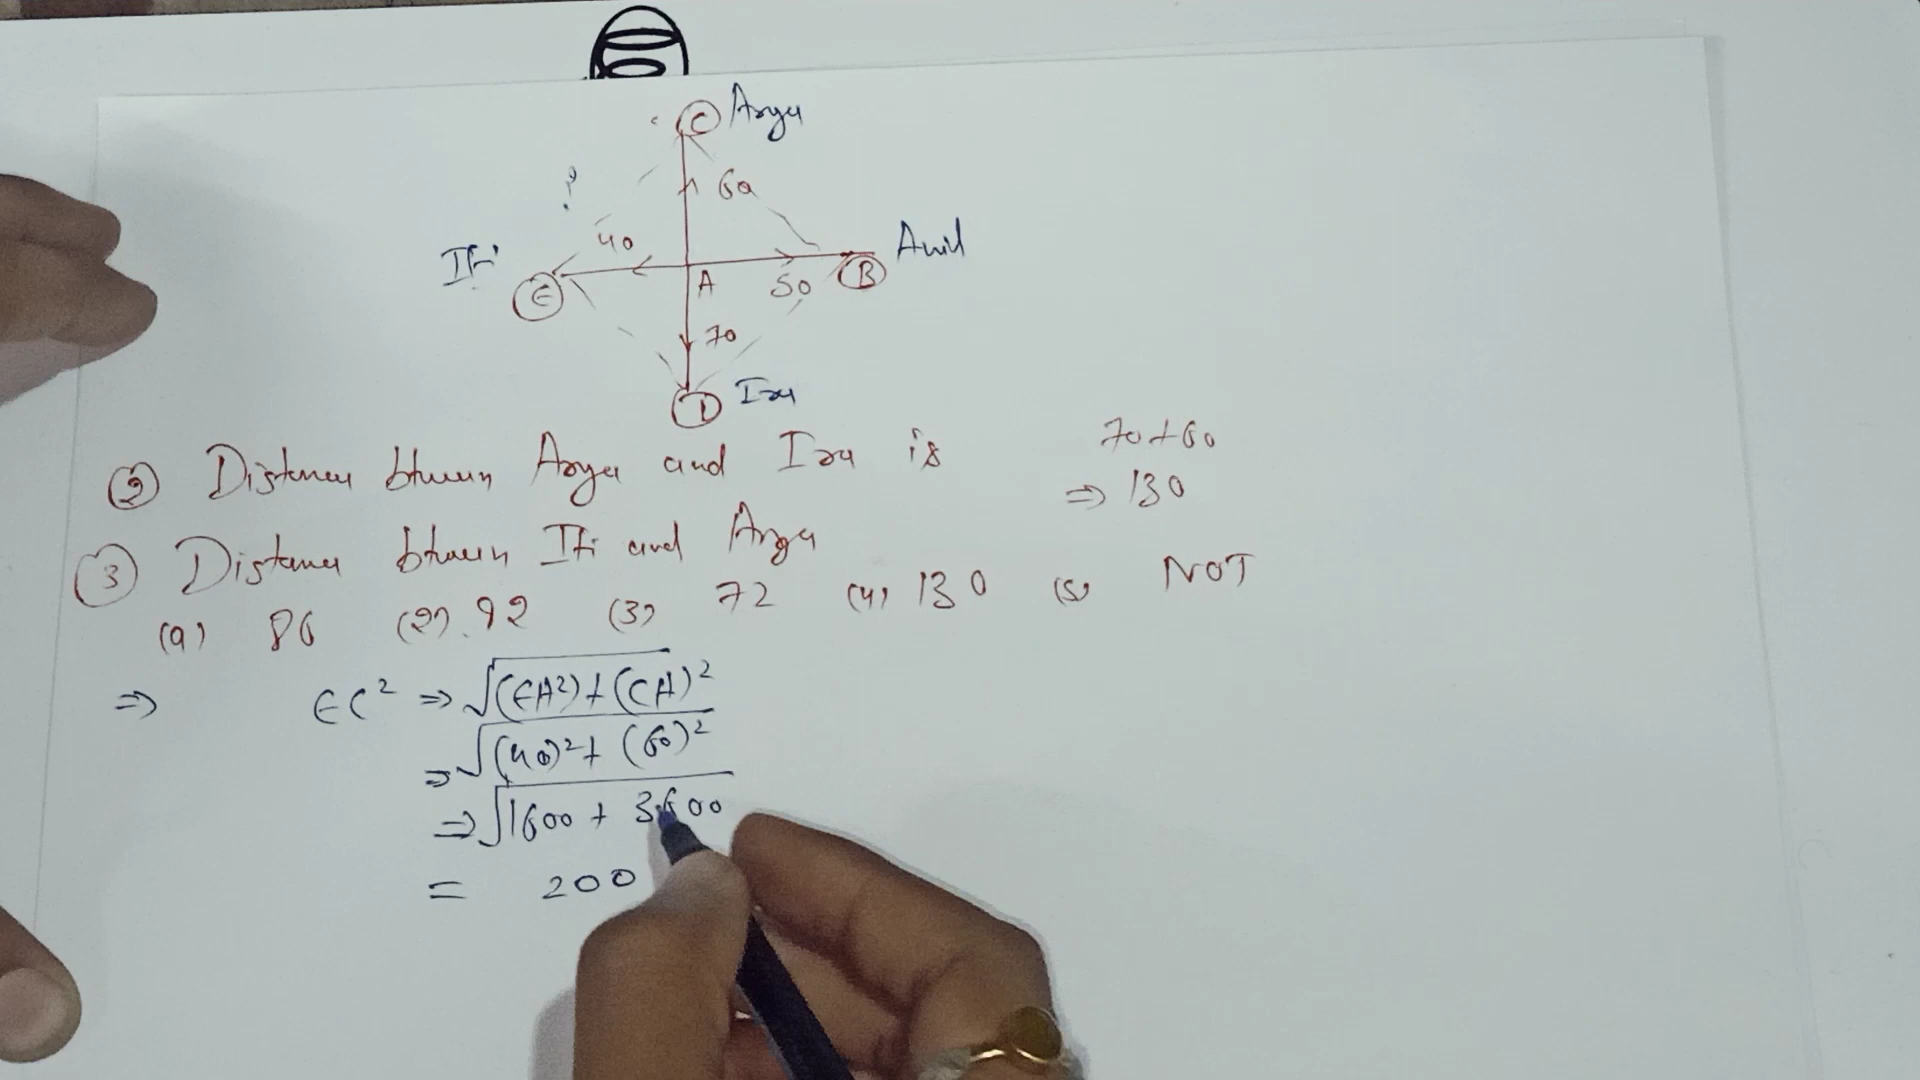 C Arya
?
60
40
Iti
Anil
E
A
50
B
70
D Ira
② Distance between Arya and Ira is
70+60
⇒ 130
③ Distance between Iti and Arya
(a) 86 (2) 92 (3) 72 (4) 130 (5) NOT
⇒ EC² ⇒ √(EA²)+(CA)²
⇒ √(40)²+(60)²
⇒ √1600 + 3600
= 200